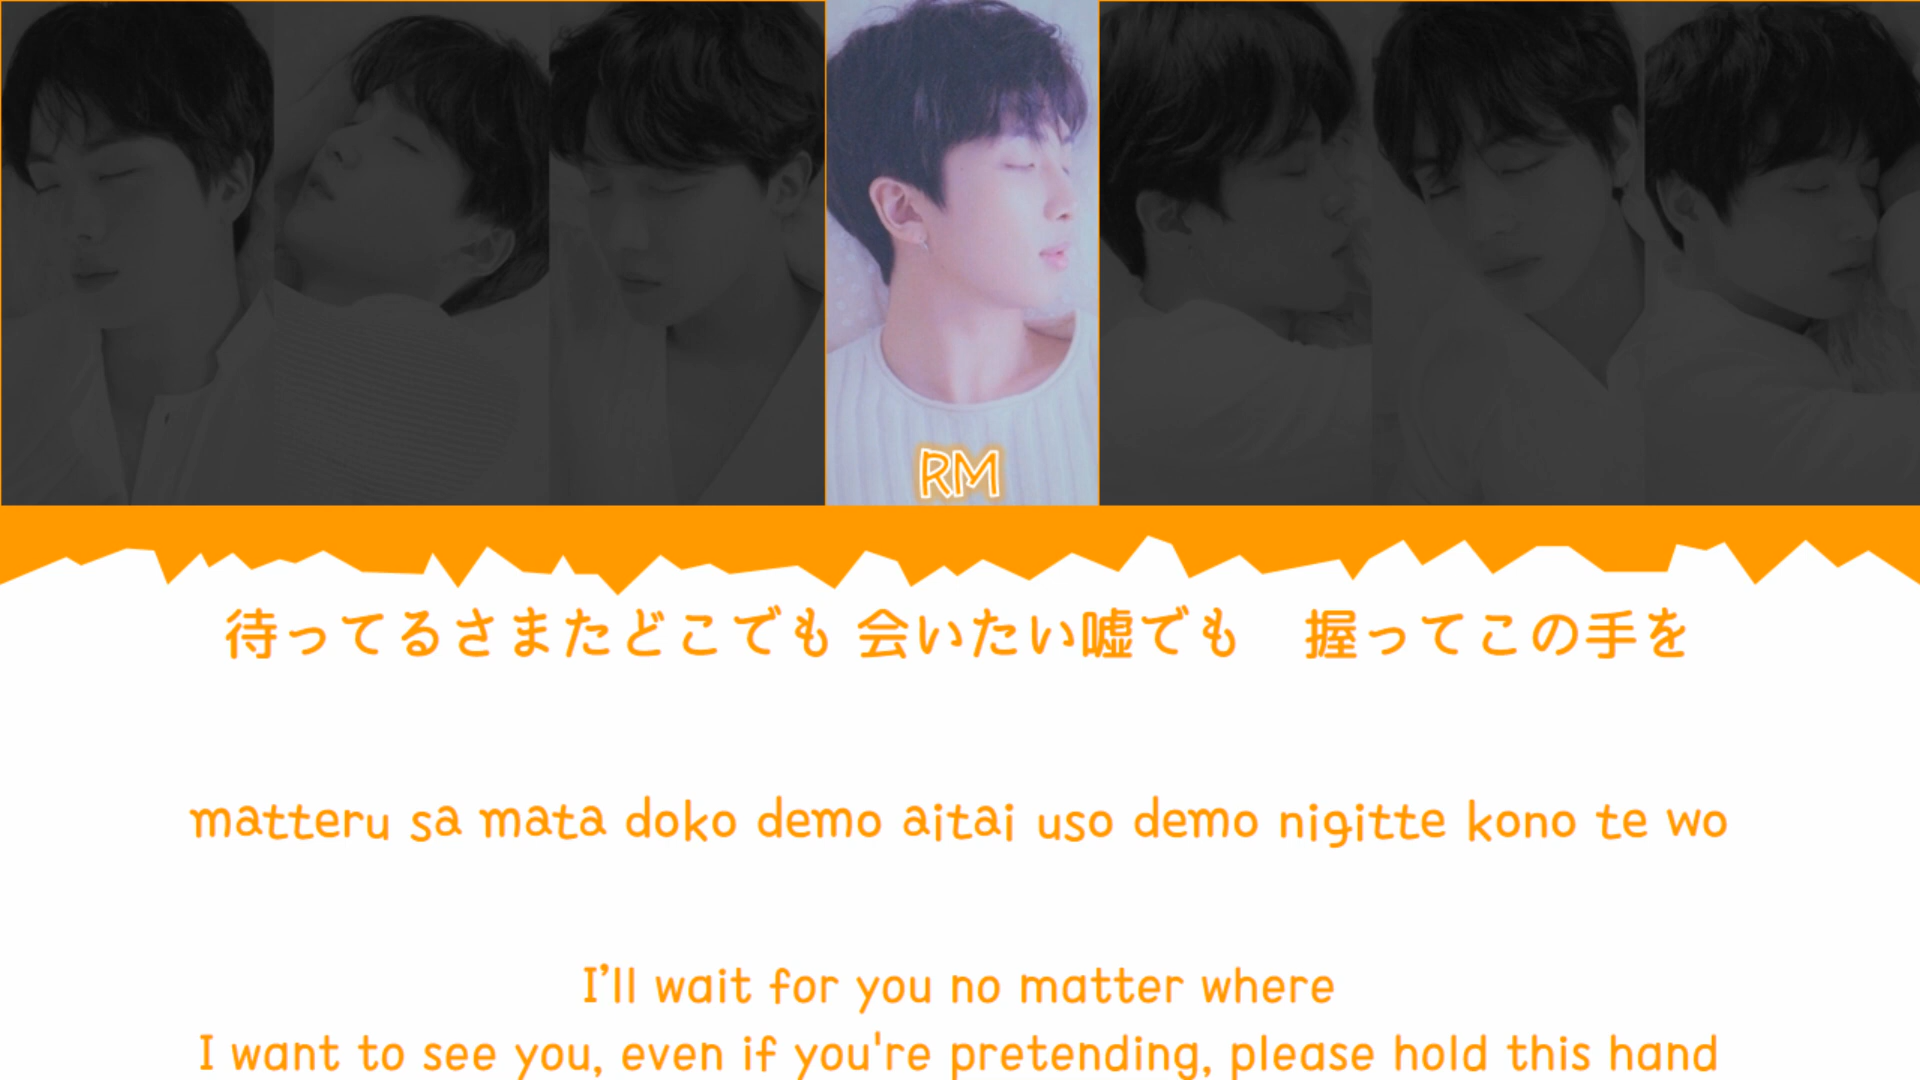 RM
待ってるさまたどこでも 会いたい嘘でも　握ってこの手を
matteru sa mata doko demo aitai uso demo nigitte kono te wo
I’ll wait for you no matter where
I want to see you, even if you're pretending, please hold this hand